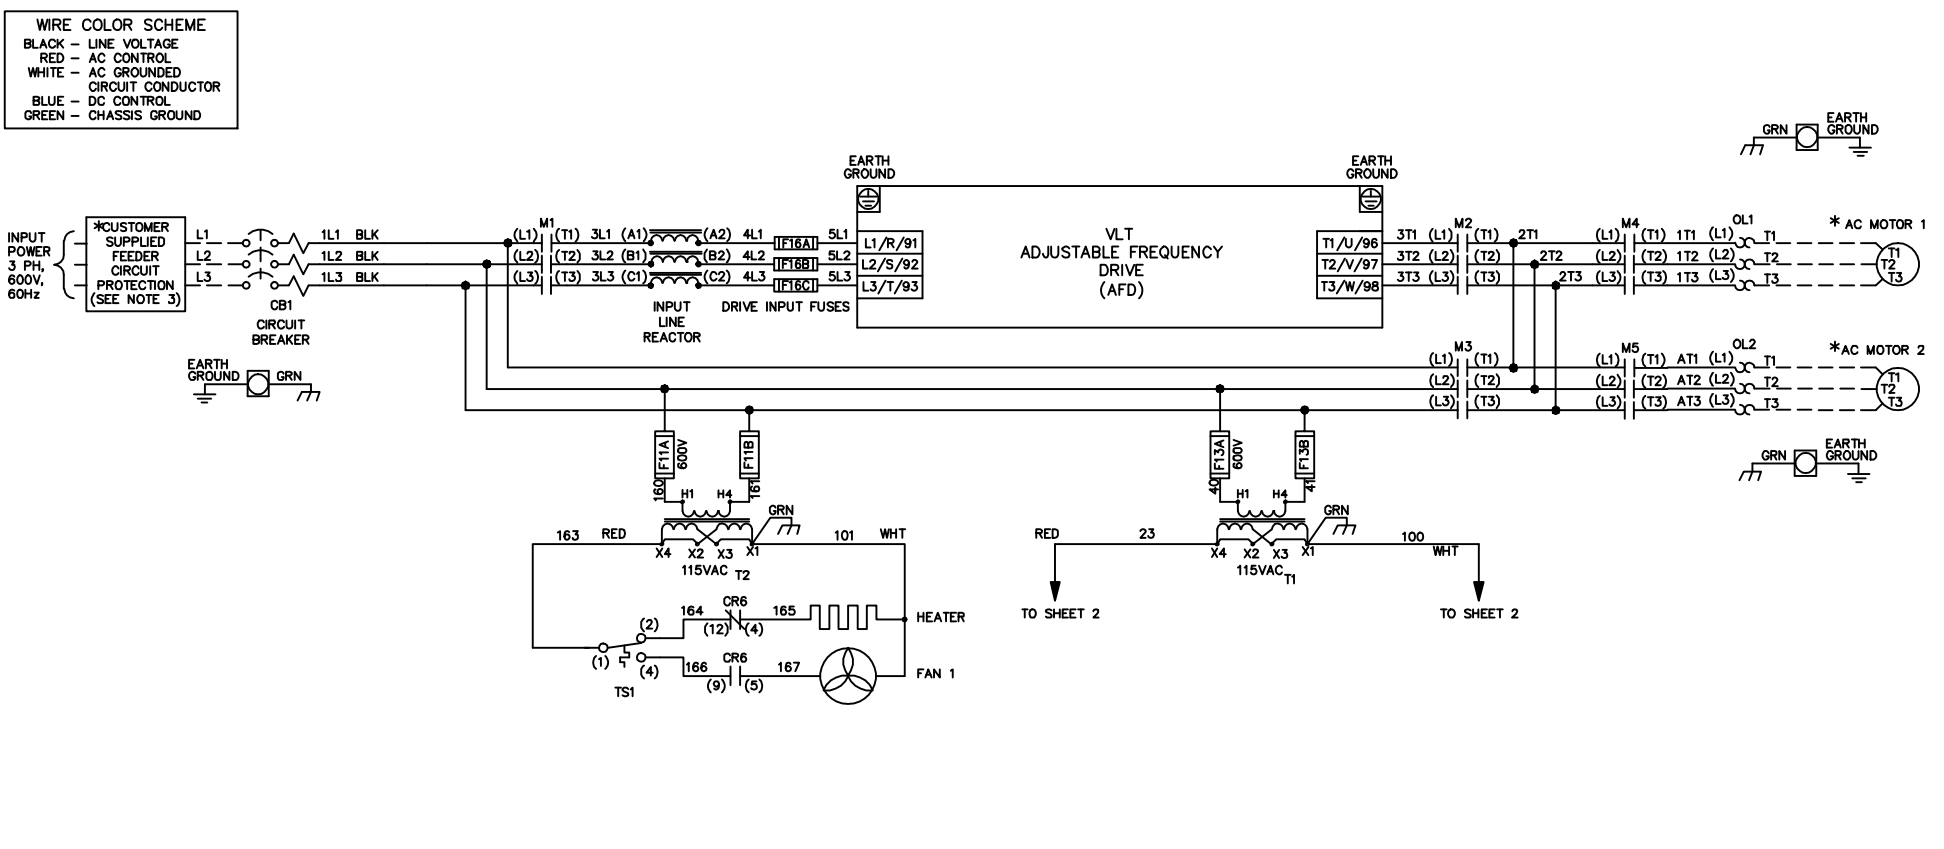 WIRE COLOR SCHEME
BLACK – LINE VOLTAGE
RED – AC CONTROL
WHITE – AC GROUNDED
CIRCUIT CONDUCTOR
BLUE – DC CONTROL
GREEN – CHASSIS GROUND
GRN
EARTH
GROUND
EARTH
GROUND
EARTH
GROUND
INPUT
POWER
3 PH,
600V,
60Hz
*CUSTOMER
SUPPLIED
FEEDER
CIRCUIT
PROTECTION
(SEE NOTE 3)
CB1
CIRCUIT
BREAKER
M1
M2
M4
OL1
* AC MOTOR 1
L1 1L1 BLK (L1) (T1) 3L1 (A1) (A2) 4L1 F16A 5L1 L1/R/91
L2 1L2 BLK (L2) (T2) 3L2 (B1) (B2) 4L2 F16B 5L2 L2/S/92
L3 1L3 BLK (L3) (T3) 3L3 (C1) (C2) 4L3 F16C 5L3 L3/T/93
INPUT
LINE
REACTOR
DRIVE INPUT FUSES
VLT
ADJUSTABLE FREQUENCY
DRIVE
(AFD)
T1/U/96 3T1 (L1) (T1) 2T1 (L1) (T1) 1T1 (L1) T1 T1
T2/V/97 3T2 (L2) (T2) 2T2 (L2) (T2) 1T2 (L2) T2 T2
T3/W/98 3T3 (L3) (T3) 2T3 (L3) (T3) 1T3 (L3) T3 T3
EARTH
GROUND
GRN
M3
M5
OL2
*AC MOTOR 2
(L1) (T1) (L1) (T1) AT1 (L1) T1 T1
(L2) (T2) (L2) (T2) AT2 (L2) T2 T2
(L3) (T3) (L3) (T3) AT3 (L3) T3 T3
GRN
EARTH
GROUND
F11A
600V
F11B
160
161
H1 H4
GRN
163 RED
101 WHT
X4 X2 X3 X1
115VAC T2
F13A
600V
F13B
40
41
H1 H4
GRN
RED 23
100
WHT
X4 X2 X3 X1
115VAC T1
TO SHEET 2
TO SHEET 2
CR6
164 165
(12) (4)
HEATER
(2)
(1)
(4)
TS1
CR6
166 167
(9) (5)
FAN 1